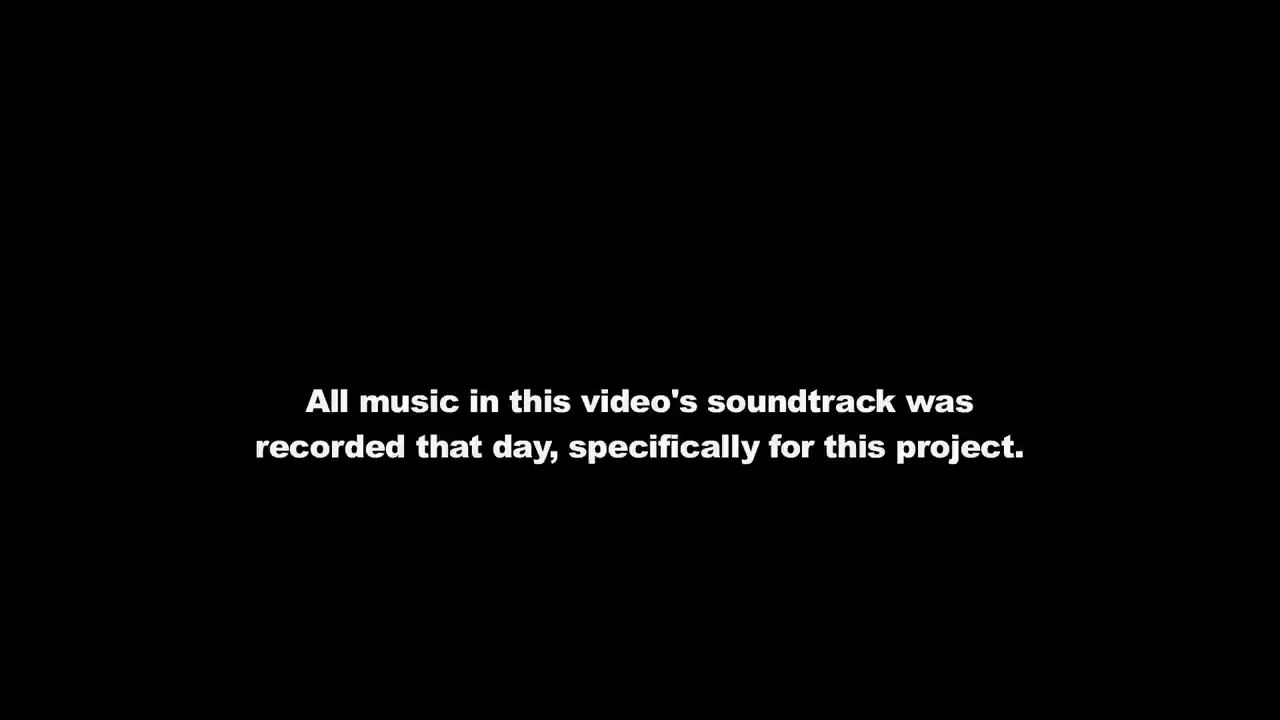 All music in this video's soundtrack was
recorded that day, specifically for this project.